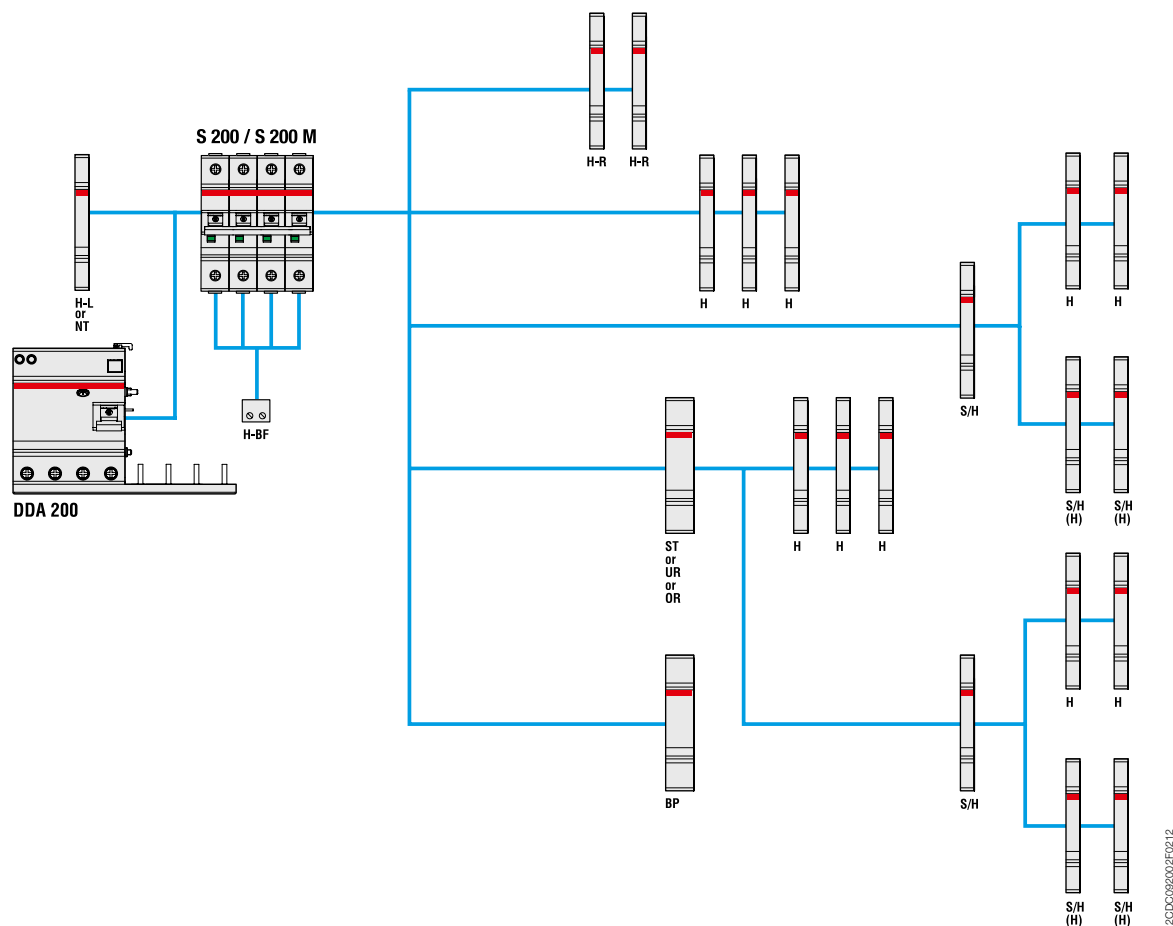 H-R H-R
S 200 / S 200 M
H-L
or
NT
H H H
H H
H-BF
S/H
DDA 200
S/H S/H
(H) (H)
ST
or
UR
or
OR
H H H
H H
BP
S/H
S/H S/H
(H) (H)
2CDC092002F0212